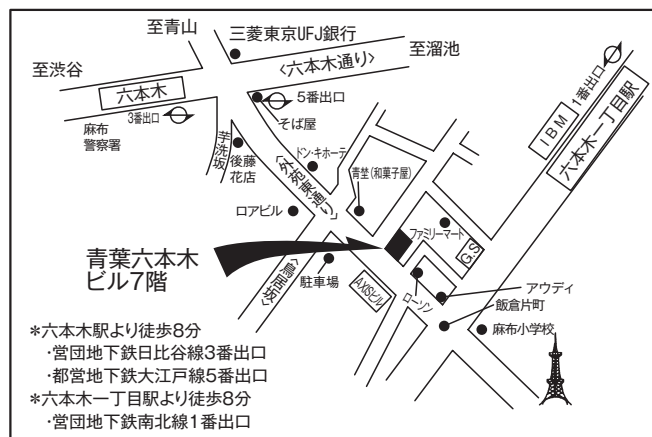 至青山
三菱東京UFJ銀行
〈六本木通り〉
至溜池
至渋谷
六本木
3番出口
5番出口
そば屋
麻布
警察署
芋洗坂
後藤
花店
ドン・キホーテ
〈外苑東通り〉
青埜(和菓子屋)
IBM
1番出口
六本木一丁目駅
ロアビル
ファミリーマート
G.S
青葉六本木
ビル7階
〈鳥居坂〉
駐車場
AXISビル
ローソン
アウディ
飯倉片町
麻布小学校
*六本木駅より徒歩8分
・営団地下鉄日比谷線3番出口
・都営地下鉄大江戸線5番出口
*六本木一丁目駅より徒歩8分
・営団地下鉄南北線1番出口